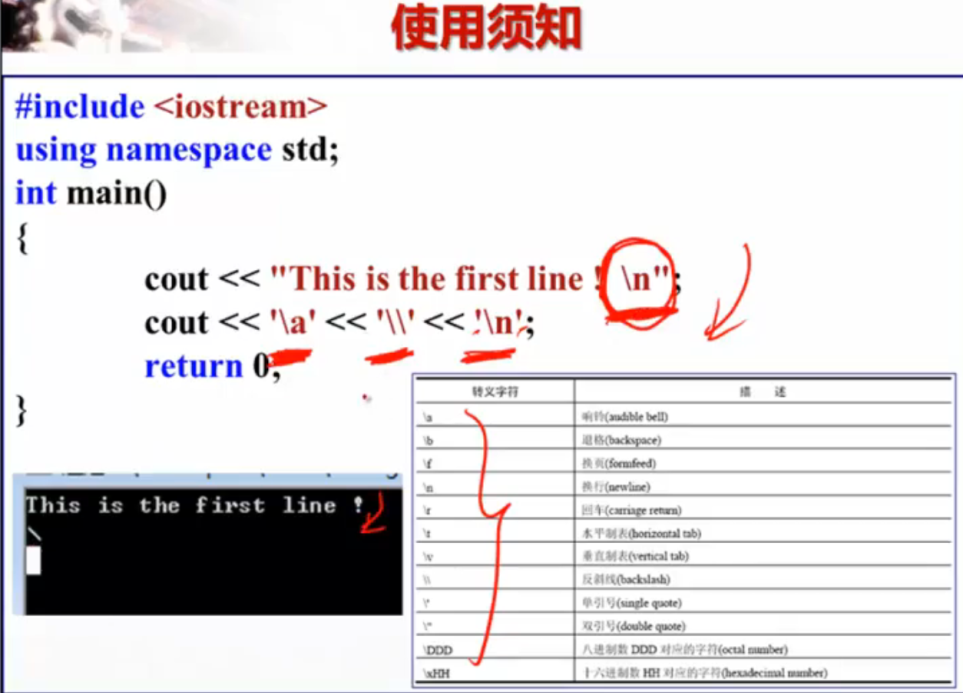 使用须知
#include <iostream>
using namespace std;
int main()
{
cout << "This is the first line ! \n";
cout << '\a' << '\\' << '\n';
return 0;
}
This is the first line !
\
转义字符 描 述
\a 响铃(audible bell)
\b 退格(backspace)
\f 换页(formfeed)
\n 换行(newline)
\r 回车(carriage return)
\t 水平制表(horizontal tab)
\v 垂直制表(vertical tab)
\\ 反斜线(backslash)
\' 单引号(single quote)
\" 双引号(double quote)
\DDD 八进制数 DDD 对应的字符(octal number)
\xHH 十六进制数 HH 对应的字符(hexadecimal number)